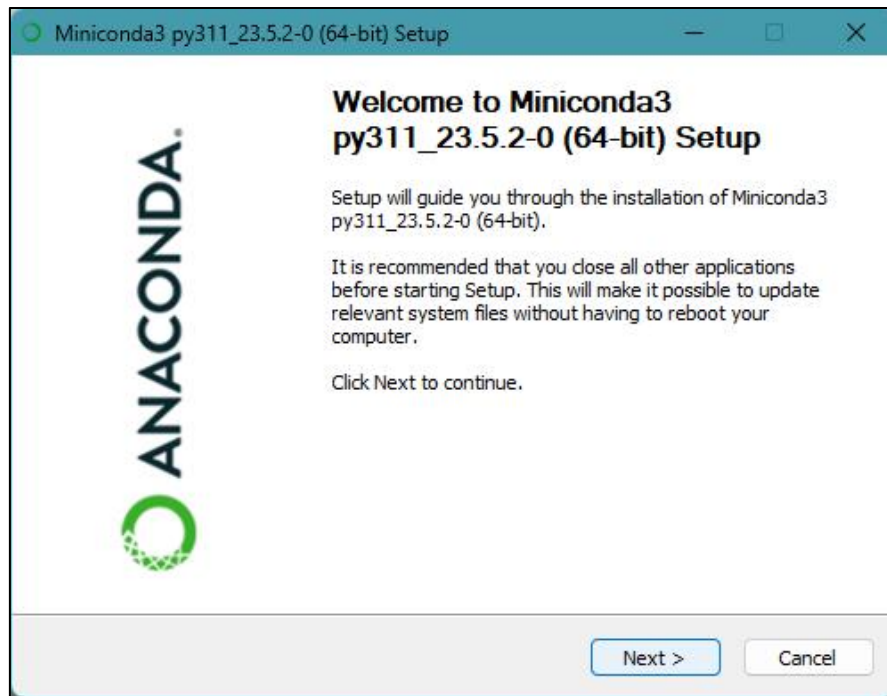 Miniconda3 py311_23.5.2-0 (64-bit) Setup
ANACONDA.
Welcome to Miniconda3
py311_23.5.2-0 (64-bit) Setup
Setup will guide you through the installation of Miniconda3
py311_23.5.2-0 (64-bit).
It is recommended that you close all other applications
before starting Setup. This will make it possible to update
relevant system files without having to reboot your
computer.
Click Next to continue.
Next >
Cancel